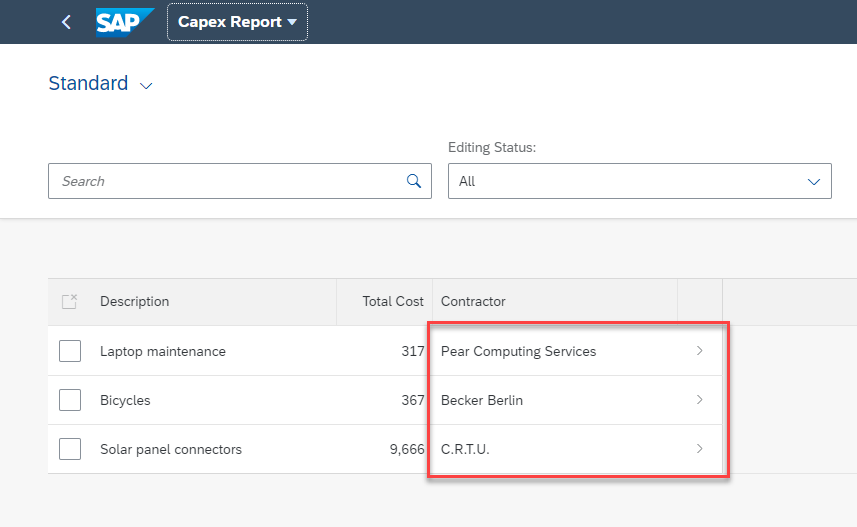 SAP Capex Report
Standard
Editing Status:
Search All
Description Total Cost Contractor
Laptop maintenance 317 Pear Computing Services
Bicycles 367 Becker Berlin
Solar panel connectors 9,666 C.R.T.U.